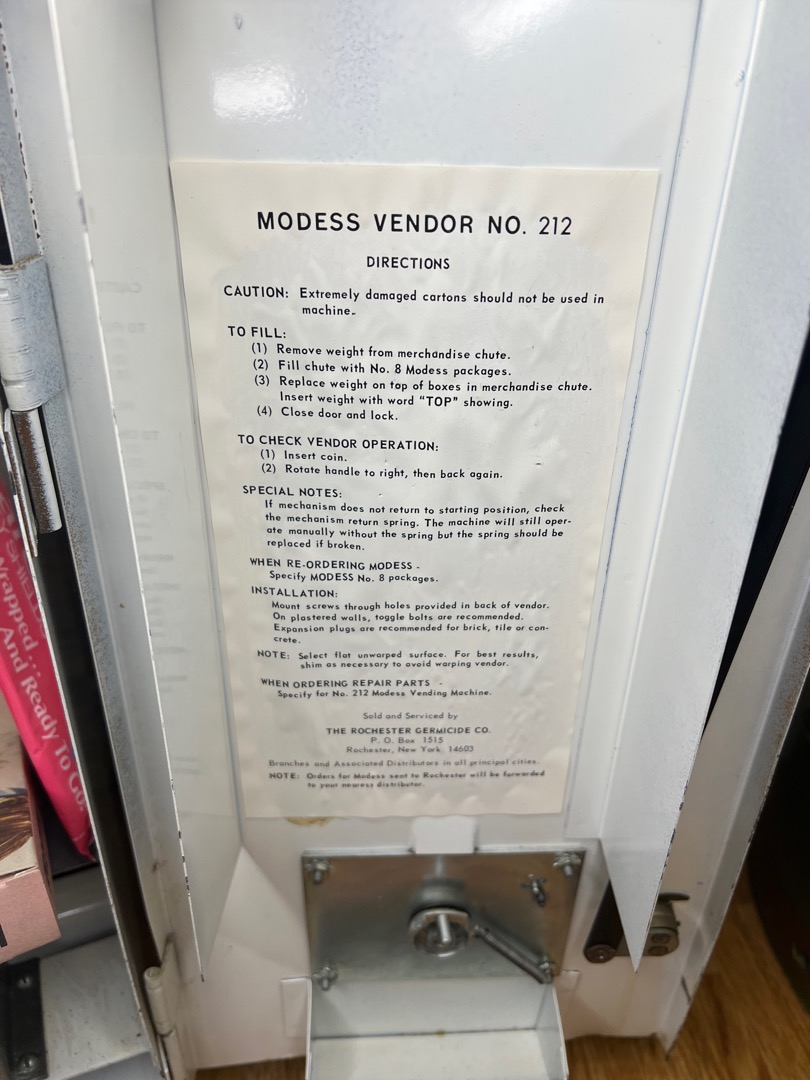 MODESS VENDOR NO. 212
DIRECTIONS
CAUTION: Extremely damaged cartons should not be used in
machine.
TO FILL:
(1) Remove weight from merchandise chute.
(2) Fill chute with No. 8 Modess packages.
(3) Replace weight on top of boxes in merchandise chute.
Insert weight with word "TOP" showing.
(4) Close door and lock.
TO CHECK VENDOR OPERATION:
(1) Insert coin.
(2) Rotate handle to right, then back again.
SPECIAL NOTES:
If mechanism does not return to starting position, check
the mechanism return spring. The machine will still oper-
ate manually without the spring but the spring should be
replaced if broken.
WHEN RE-ORDERING MODESS -
Specify MODESS No. 8 packages.
INSTALLATION:
Mount screws through holes provided in back of vendor.
On plastered walls, toggle bolts are recommended.
Expansion plugs are recommended for brick, tile or con-
crete.
NOTE: Select flat unwarped surface. For best results,
shim as necessary to avoid warping vendor.
WHEN ORDERING REPAIR PARTS -
Specify for No. 212 Modess Vending Machine.
Sold and Serviced by
THE ROCHESTER GERMICIDE CO.
P. O. Box 1515
Rochester, New York 14603
Branches and Associated Distributors in all principal cities.
NOTE: Orders for Modess sent to Rochester will be forwarded
to your nearest distributor.
Wrapped...
And Ready To Go.